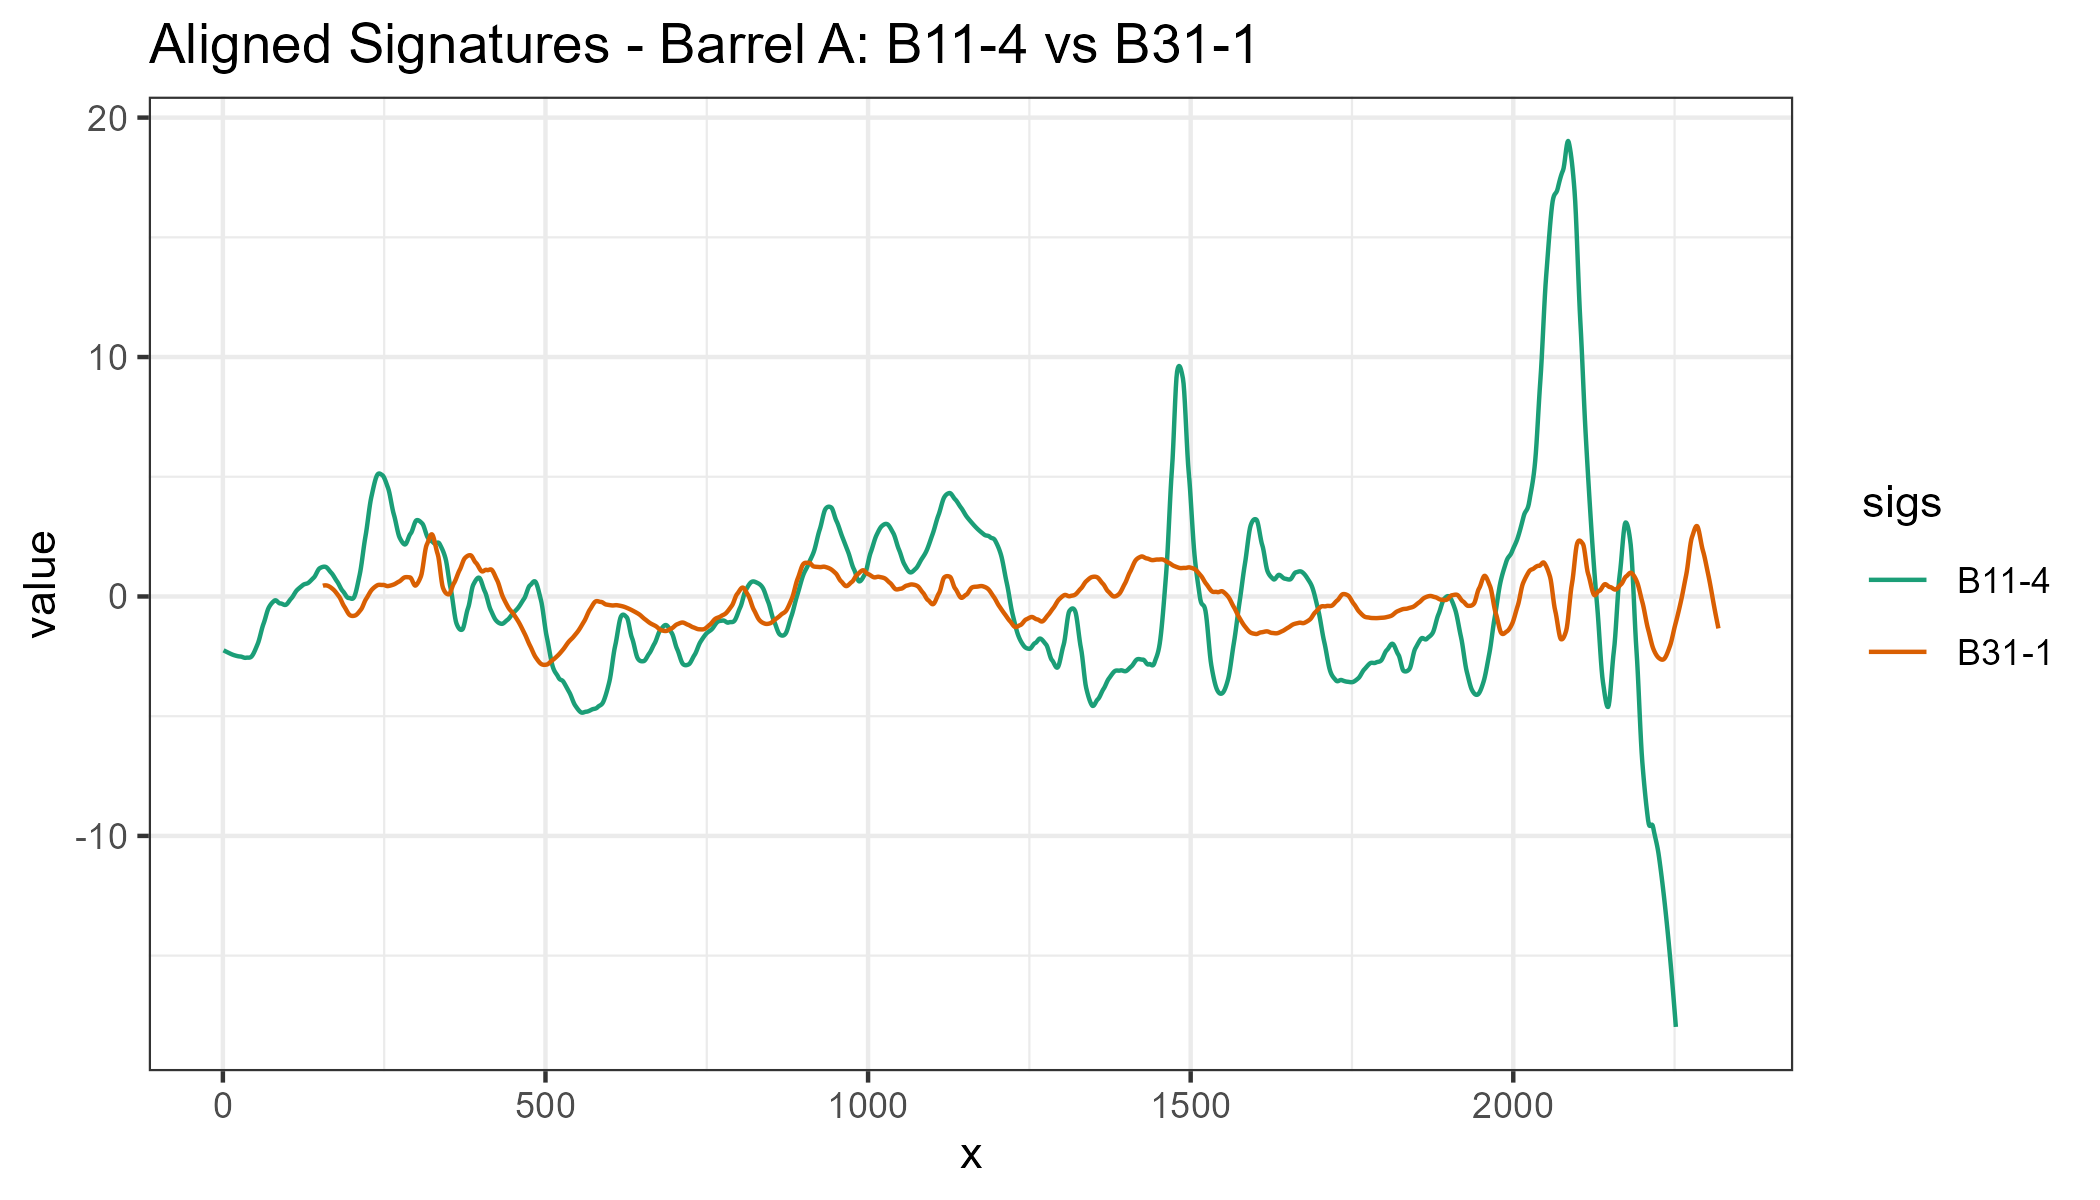 Aligned Signatures - Barrel A: B11-4 vs B31-1
20
10
0
-10
value
0 500 1000 1500 2000
x
sigs
B11-4
B31-1